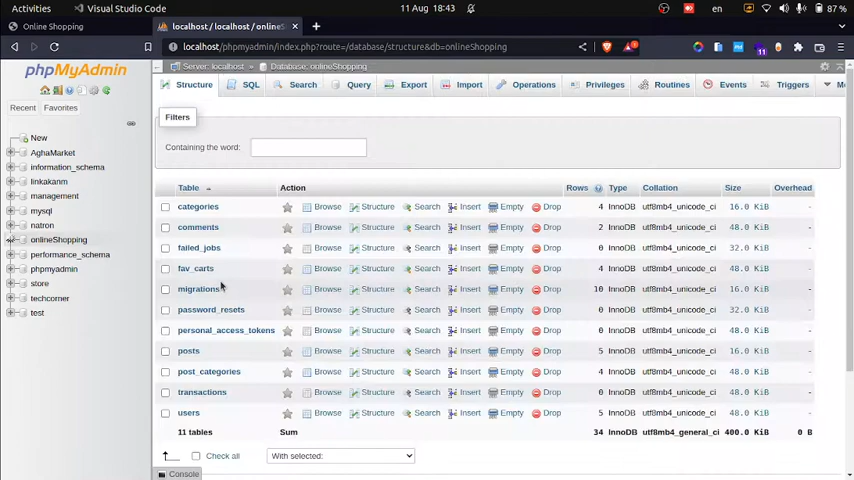 Activities Visual Studio Code 11 Aug 18:43 en 87 %
Online Shopping localhost / localhost / onlineS
localhost/phpmyadmin/index.php?route=/database/structure&db=onlineShopping
phpMyAdmin
Recent Favorites
New
AghaMarket
information_schema
linkakanm
management
mysql
natron
onlineShopping
performance_schema
phpmyadmin
store
techcorner
test
Server: localhost » Database: onlineShopping
Structure SQL Search Query Export Import Operations Privileges Routines Events Triggers Mo
Filters
Containing the word:
Table Action Rows Type Collation Size Overhead
categories Browse Structure Search Insert Empty Drop 4 InnoDB utf8mb4_unicode_ci 16.0 KiB -
comments Browse Structure Search Insert Empty Drop 2 InnoDB utf8mb4_unicode_ci 48.0 KiB -
failed_jobs Browse Structure Search Insert Empty Drop 0 InnoDB utf8mb4_unicode_ci 32.0 KiB -
fav_carts Browse Structure Search Insert Empty Drop 4 InnoDB utf8mb4_unicode_ci 48.0 KiB -
migrations Browse Structure Search Insert Empty Drop 10 InnoDB utf8mb4_unicode_ci 16.0 KiB -
password_resets Browse Structure Search Insert Empty Drop 0 InnoDB utf8mb4_unicode_ci 32.0 KiB -
personal_access_tokens Browse Structure Search Insert Empty Drop 0 InnoDB utf8mb4_unicode_ci 48.0 KiB -
posts Browse Structure Search Insert Empty Drop 5 InnoDB utf8mb4_unicode_ci 16.0 KiB -
post_categories Browse Structure Search Insert Empty Drop 4 InnoDB utf8mb4_unicode_ci 48.0 KiB -
transactions Browse Structure Search Insert Empty Drop 0 InnoDB utf8mb4_unicode_ci 48.0 KiB -
users Browse Structure Search Insert Empty Drop 5 InnoDB utf8mb4_unicode_ci 48.0 KiB -
11 tables Sum 34 InnoDB utf8mb4_general_ci 400.0 KiB 0 B
Check all With selected:
Console